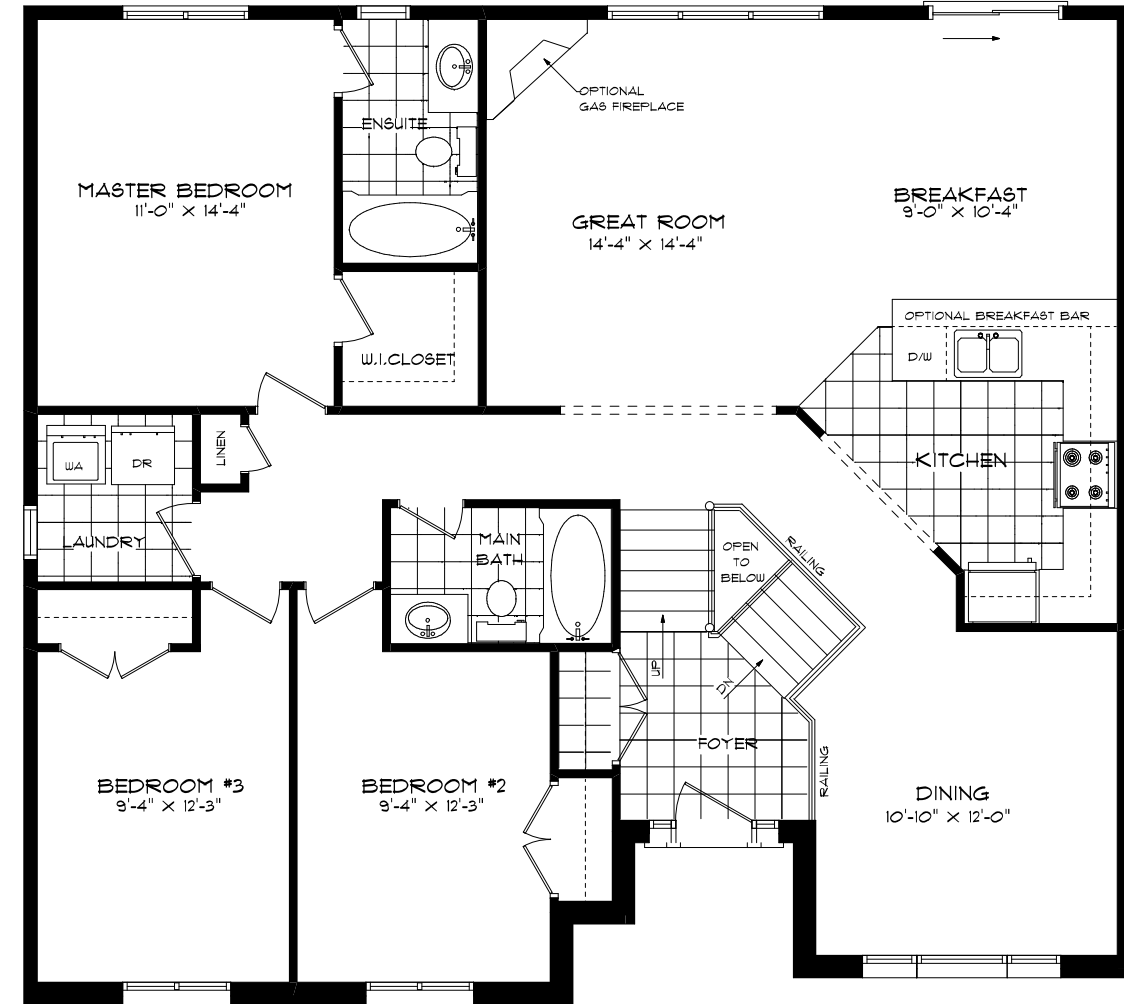 OPTIONAL
GAS FIREPLACE
ENSUITE
MASTER BEDROOM
11'-0" X 14'-4"
GREAT ROOM
14'-4" X 14'-4"
BREAKFAST
9'-0" X 10'-4"
OPTIONAL BREAKFAST BAR
D/W
W.I.CLOSET
LINEN
WA
DR
KITCHEN
LAUNDRY
MAIN
BATH
OPEN
TO
BELOW
RAILING
UP
DN
FOYER
RAILING
BEDROOM #3
9'-4" X 12'-3"
BEDROOM #2
9'-4" X 12'-3"
DINING
10'-10" X 12'-0"